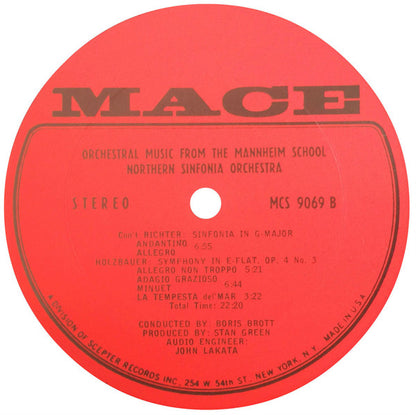 MACE
ORCHESTRAL MUSIC FROM THE MANNHEIM SCHOOL
NORTHERN SINFONIA ORCHESTRA
STEREO
MCS 9069 B
Con't RICHTER: SINFONIA IN G-MAJOR
ANDANTINO 6:55
ALLEGRO
HOLZBAUER: SYMPHONY IN E-FLAT, OP. 4 No. 3
ALLEGRO NON TROPPO 5:21
ADAGIO GRAZIOSO
MINUET 6:44
LA TEMPESTA del'MAR 3:22
Total Time: 22:20
CONDUCTED BY: BORIS BROTT
PRODUCED BY: STAN GREEN
AUDIO ENGINEER:
JOHN LAKATA
A DIVISION OF SCEPTER RECORDS INC., 254 W 54th ST., NEW YORK, N.Y. MADE IN U.S.A.